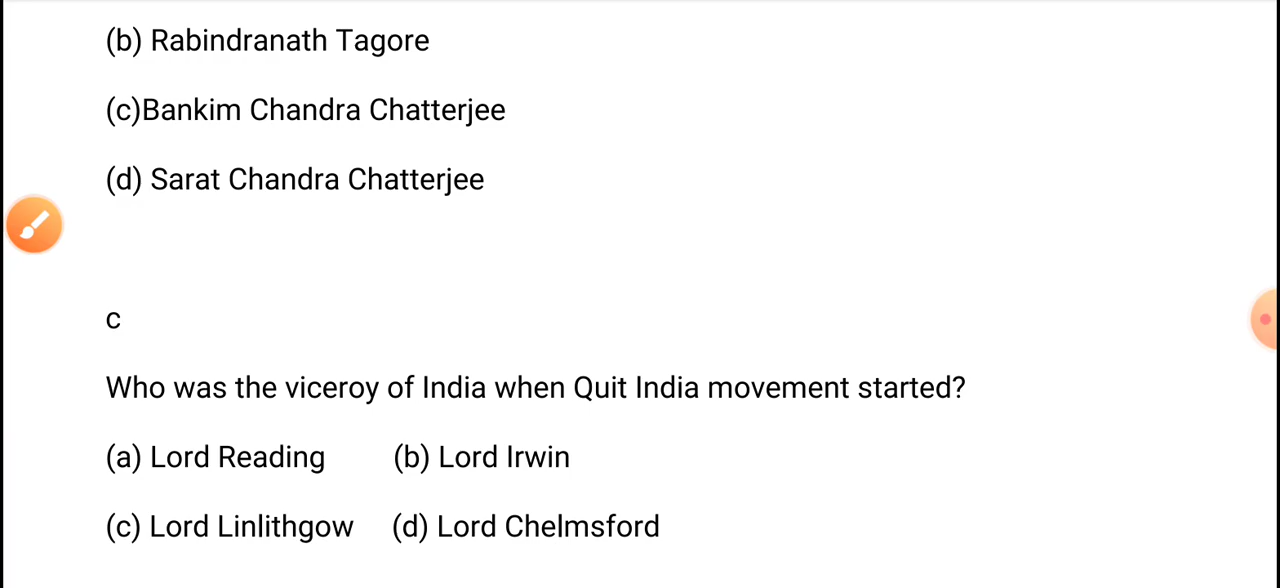 (b) Rabindranath Tagore
(c)Bankim Chandra Chatterjee
(d) Sarat Chandra Chatterjee
c
Who was the viceroy of India when Quit India movement started?
(a) Lord Reading (b) Lord Irwin
(c) Lord Linlithgow (d) Lord Chelmsford